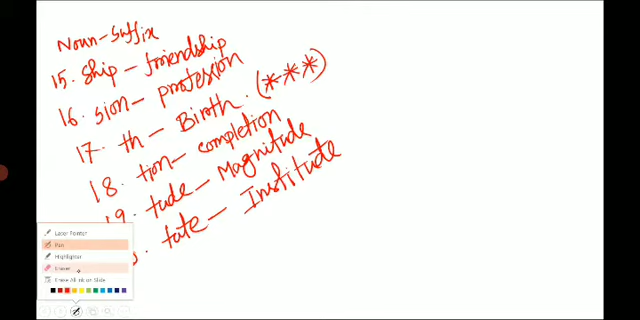 Noun-Suffix
15. Ship - friendship
16. sion - profession
17. th - Birth. (***)
18. tion - completion
19. tude - Magnitude
tute - Institute
Laser Pointer
Pen
Highlighter
Eraser
Erase All Ink on Slide